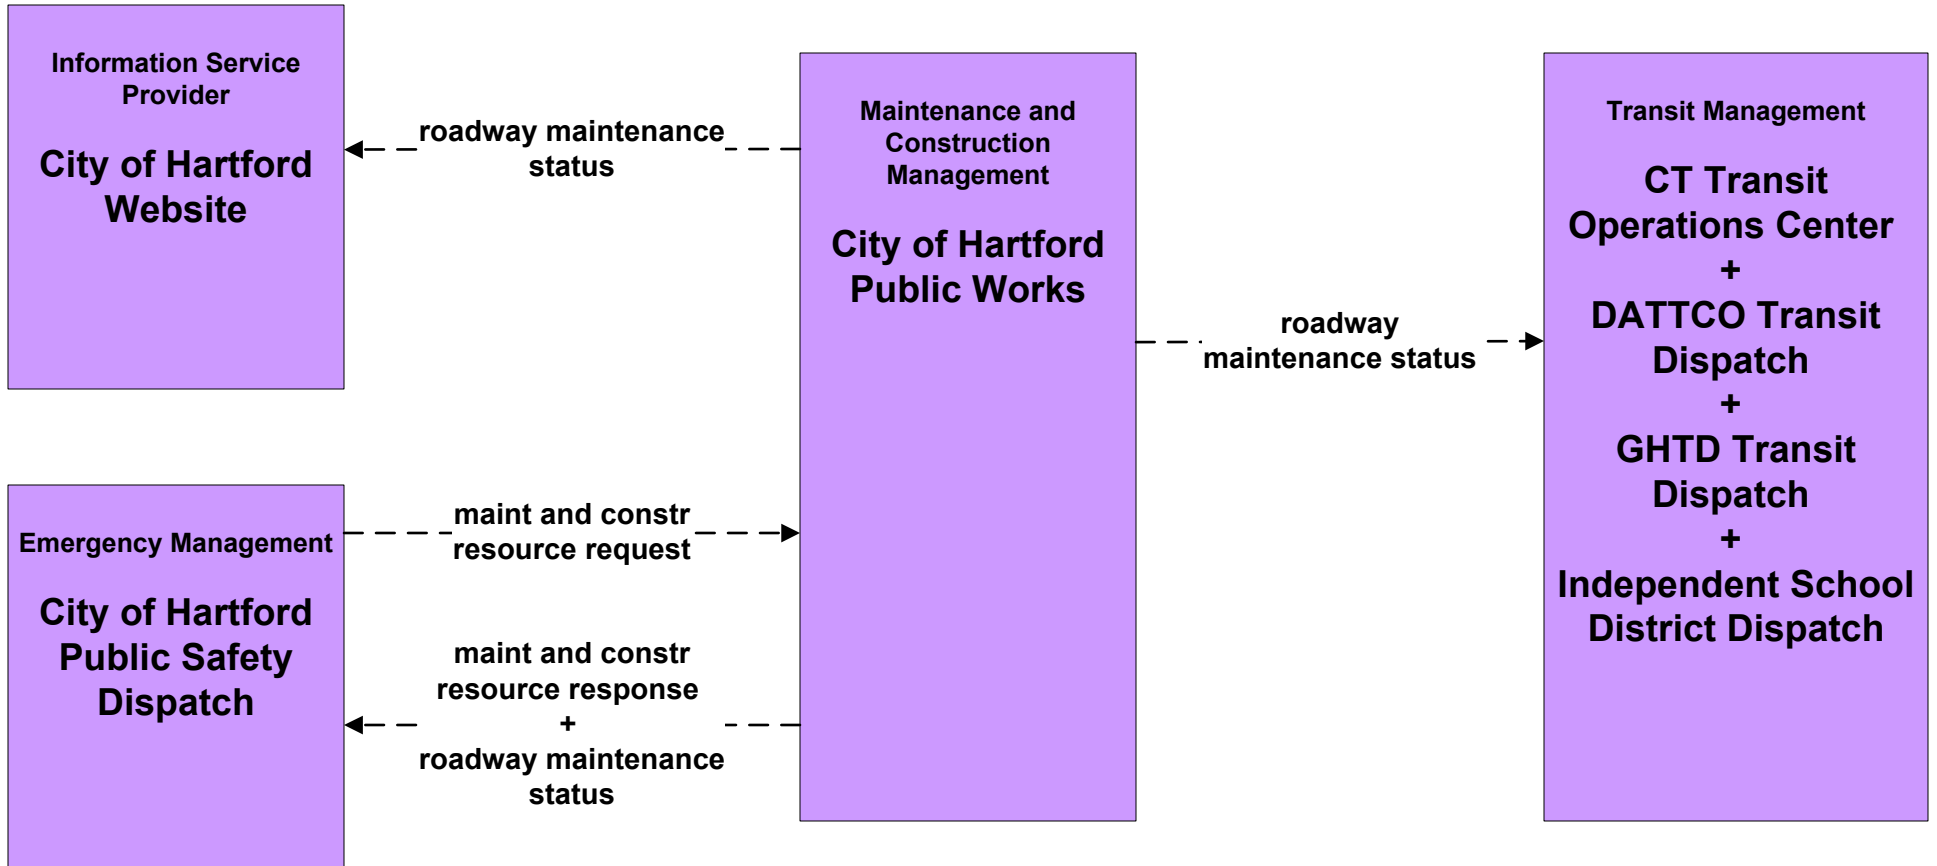 Information Service
Provider
City of Hartford
Website
roadway maintenance
status
Maintenance and
Construction
Management
City of Hartford
Public Works
Transit Management
CT Transit
Operations Center
+
DATTCO Transit
Dispatch
+
GHTD Transit
Dispatch
+
Independent School
District Dispatch
roadway
maintenance status
Emergency Management
City of Hartford
Public Safety
Dispatch
maint and constr
resource request
maint and constr
resource response
+
roadway maintenance
status